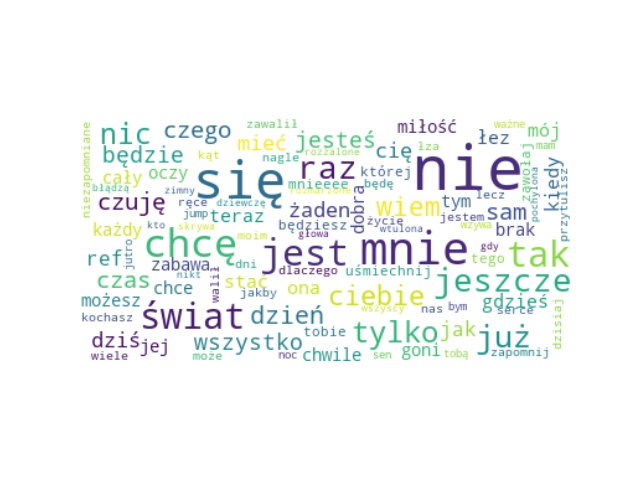 niezapomniane nic czego zawalił mieć jesteś miłość łez ważne mój
będzie kąt nagle rozżalone cię łza mam
cały oczy się raz mnieeee której nie zawołaj
błądzą czuję zimny ręce dziewczę rozmarzone będę wiem tym lecz sam pochylona kiedy przytulisz
jump teraz żaden dobra życie jestem
każdy kto skrywa będziesz wtulona wzywa brak
chcę moim jest głowa mnie gdy tak
ref jutro zabawa dni tego
czas nikt walił stać dlaczego uśmiechnij jeszcze
możesz chce jakby ona ciebie gdzieś
kochasz świat dzień wszyscy nas bym serce dzisiaj
tobie tylko jak już
dziś jej wszystko
wiele może noc chwile sen goni tobą zapomnij